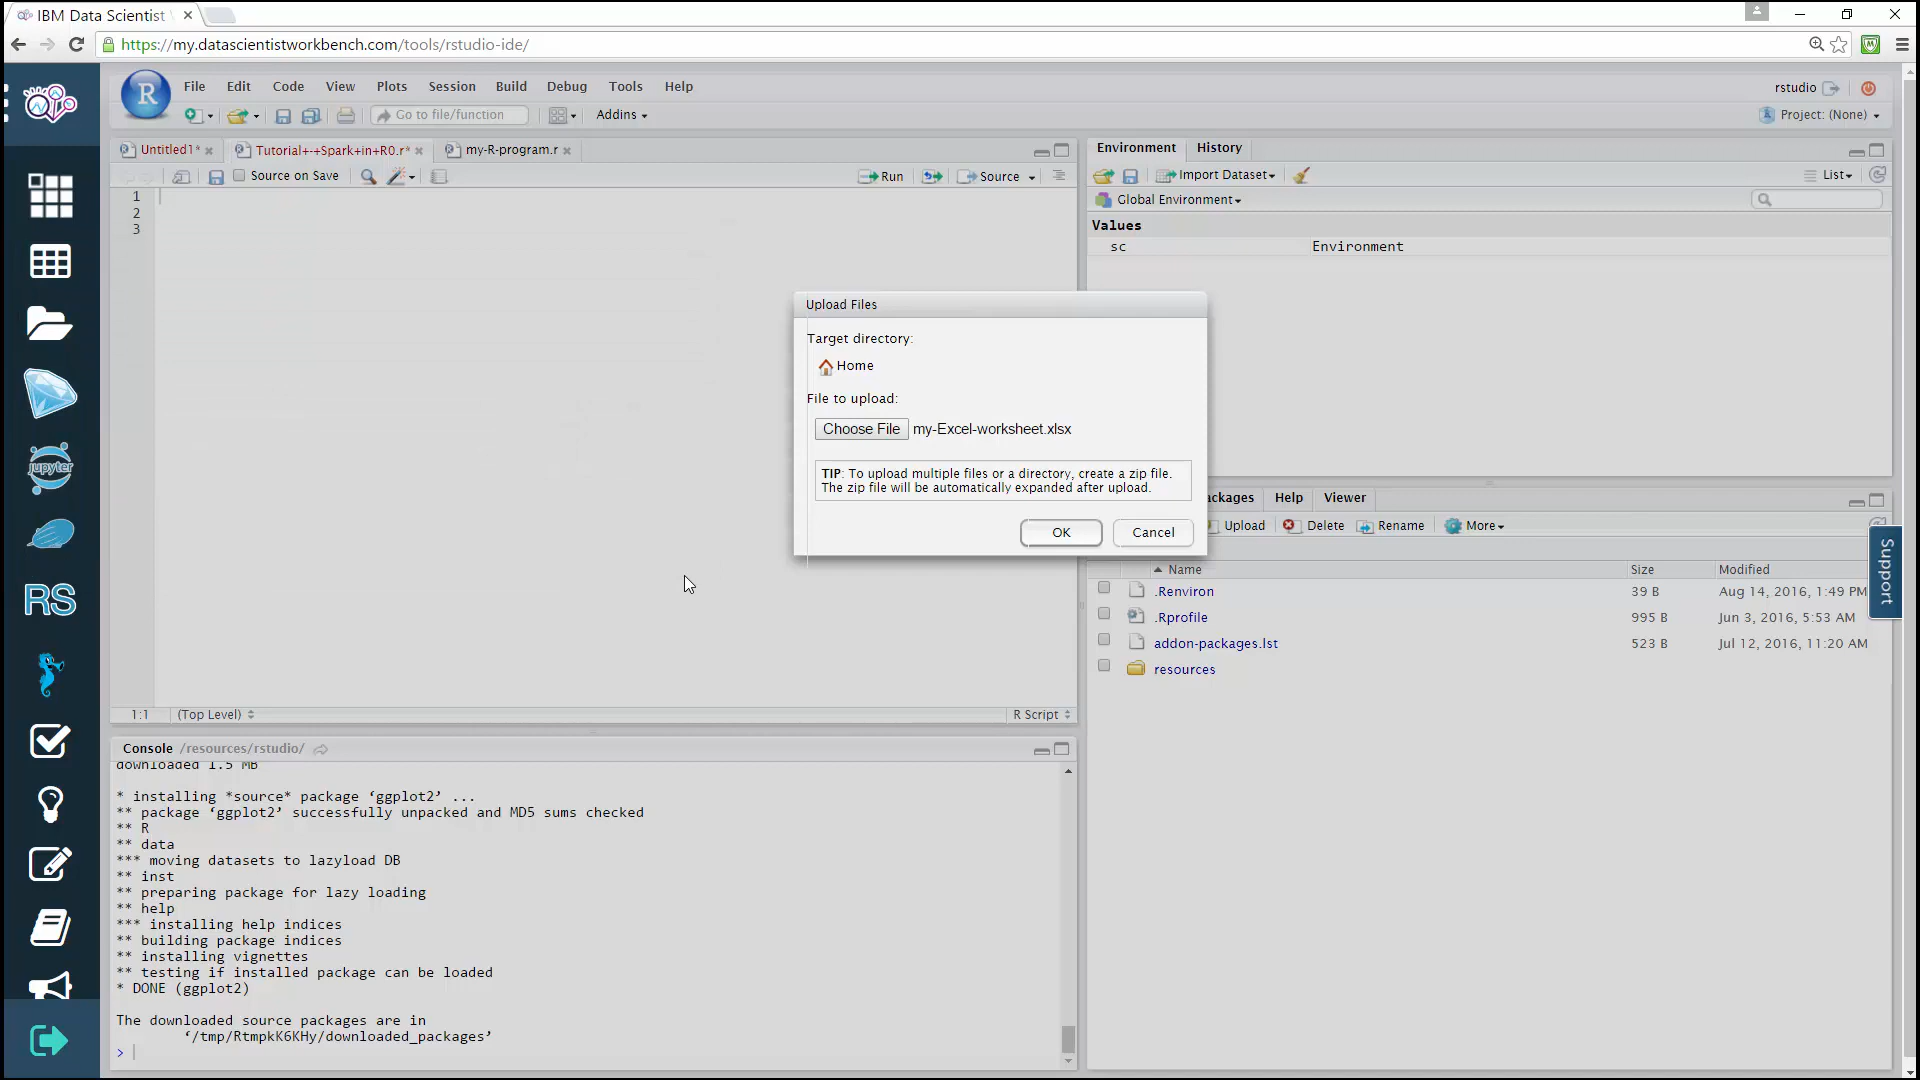 IBM Data Scientist
https://my.datascientistworkbench.com/tools/rstudio-ide/
R File Edit Code View Plots Session Build Debug Tools Help
rstudio
Go to file/function
Addins
Project: (None)
Untitled1*
Tutorial+-+Spark+in+R0.r*
my-R-program.r
Source on Save
Run
Source
1
2
3
1:1 (Top Level)
R Script
Environment History
Import Dataset
List
Global Environment
Values
sc Environment
Upload Files
Target directory:
Home
File to upload:
Choose File my-Excel-worksheet.xlsx
TIP: To upload multiple files or a directory, create a zip file.
The zip file will be automatically expanded after upload.
OK Cancel
ackages Help Viewer
Upload Delete Rename More
Name Size Modified
.Renviron 39 B Aug 14, 2016, 1:49 PM
.Rprofile 995 B Jun 3, 2016, 5:53 AM
addon-packages.lst 523 B Jul 12, 2016, 11:20 AM
resources
Support
jupyter
RS
Console /resources/rstudio/
downloaded 1.5 MB
* installing *source* package ‘ggplot2’ ...
** package ‘ggplot2’ successfully unpacked and MD5 sums checked
** R
** data
*** moving datasets to lazyload DB
** inst
** preparing package for lazy loading
** help
*** installing help indices
** building package indices
** installing vignettes
** testing if installed package can be loaded
* DONE (ggplot2)
The downloaded source packages are in
‘/tmp/RtmpkK6KHy/downloaded_packages’
>